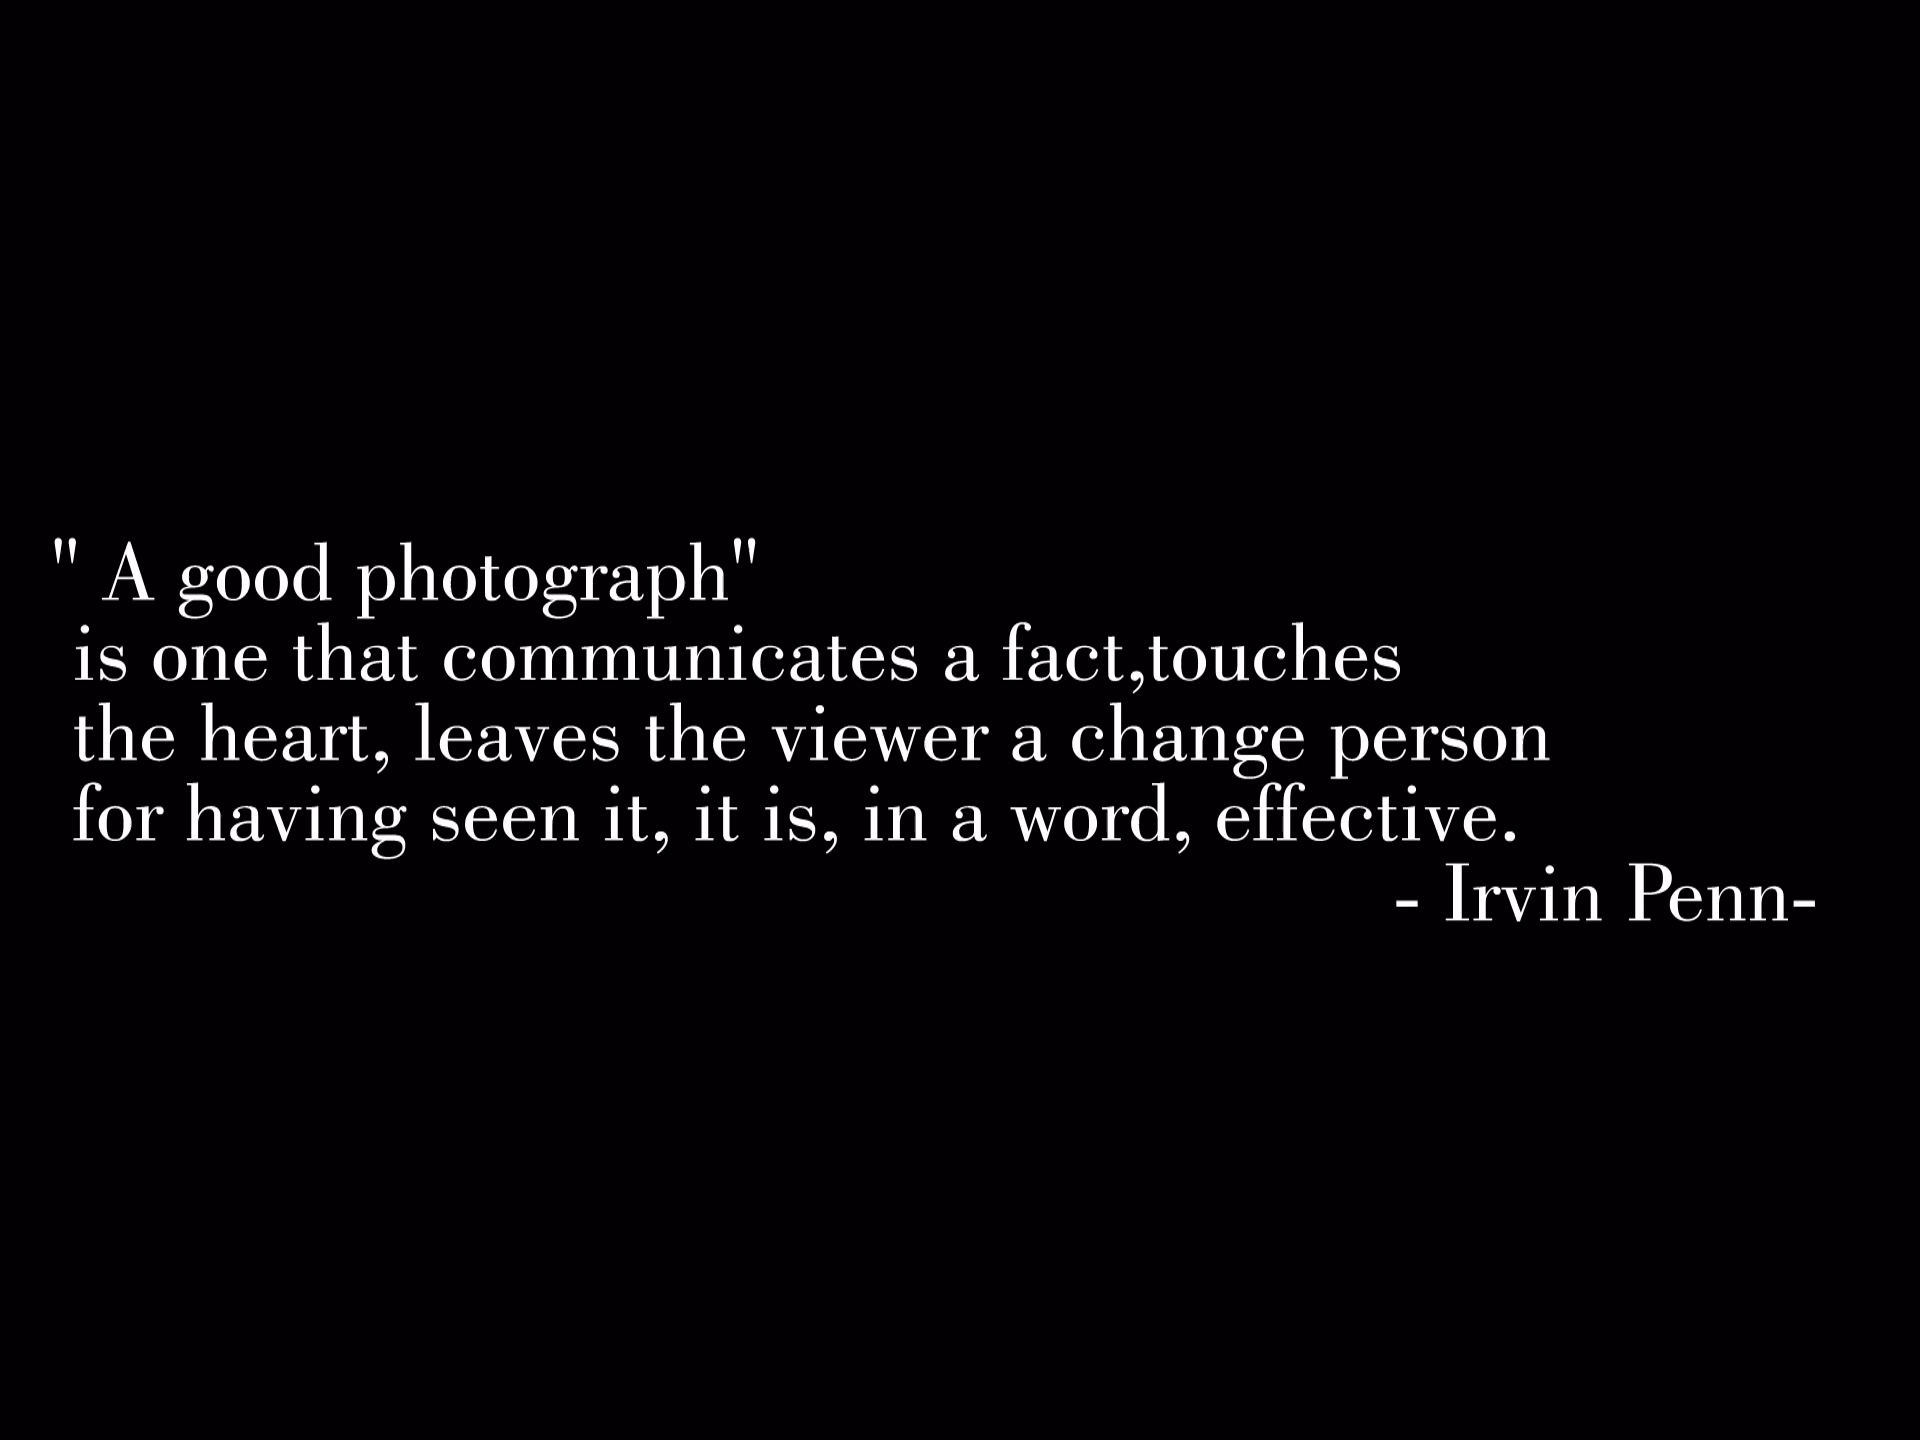 " A good photograph"
is one that communicates a fact,touches
the heart, leaves the viewer a change person
for having seen it, it is, in a word, effective.
- Irvin Penn-